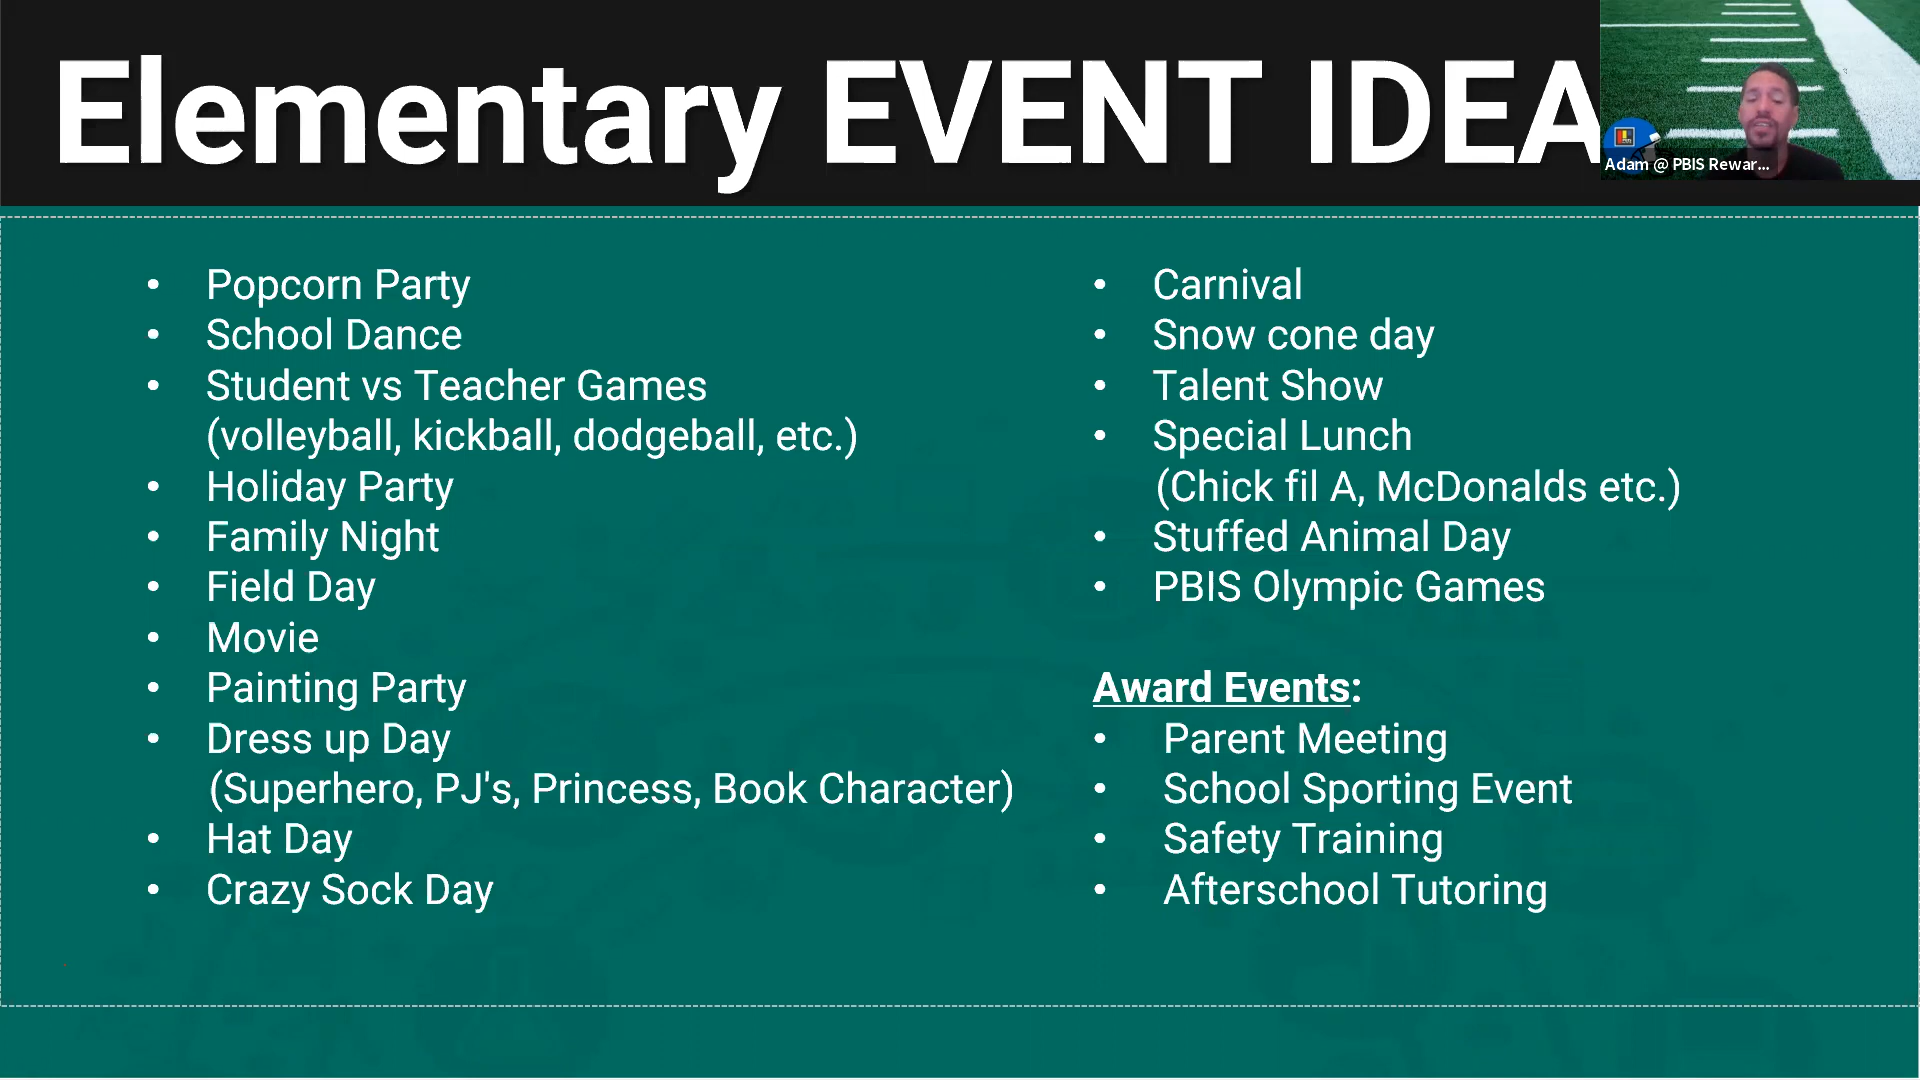 Elementary EVENT IDEA
Adam @ PBIS Rewar...
• Popcorn Party
• School Dance
• Student vs Teacher Games
(volleyball, kickball, dodgeball, etc.)
• Holiday Party
• Family Night
• Field Day
• Movie
• Painting Party
• Dress up Day
(Superhero, PJ's, Princess, Book Character)
• Hat Day
• Crazy Sock Day
• Carnival
• Snow cone day
• Talent Show
• Special Lunch
(Chick fil A, McDonalds etc.)
• Stuffed Animal Day
• PBIS Olympic Games
Award Events:
• Parent Meeting
• School Sporting Event
• Safety Training
• Afterschool Tutoring